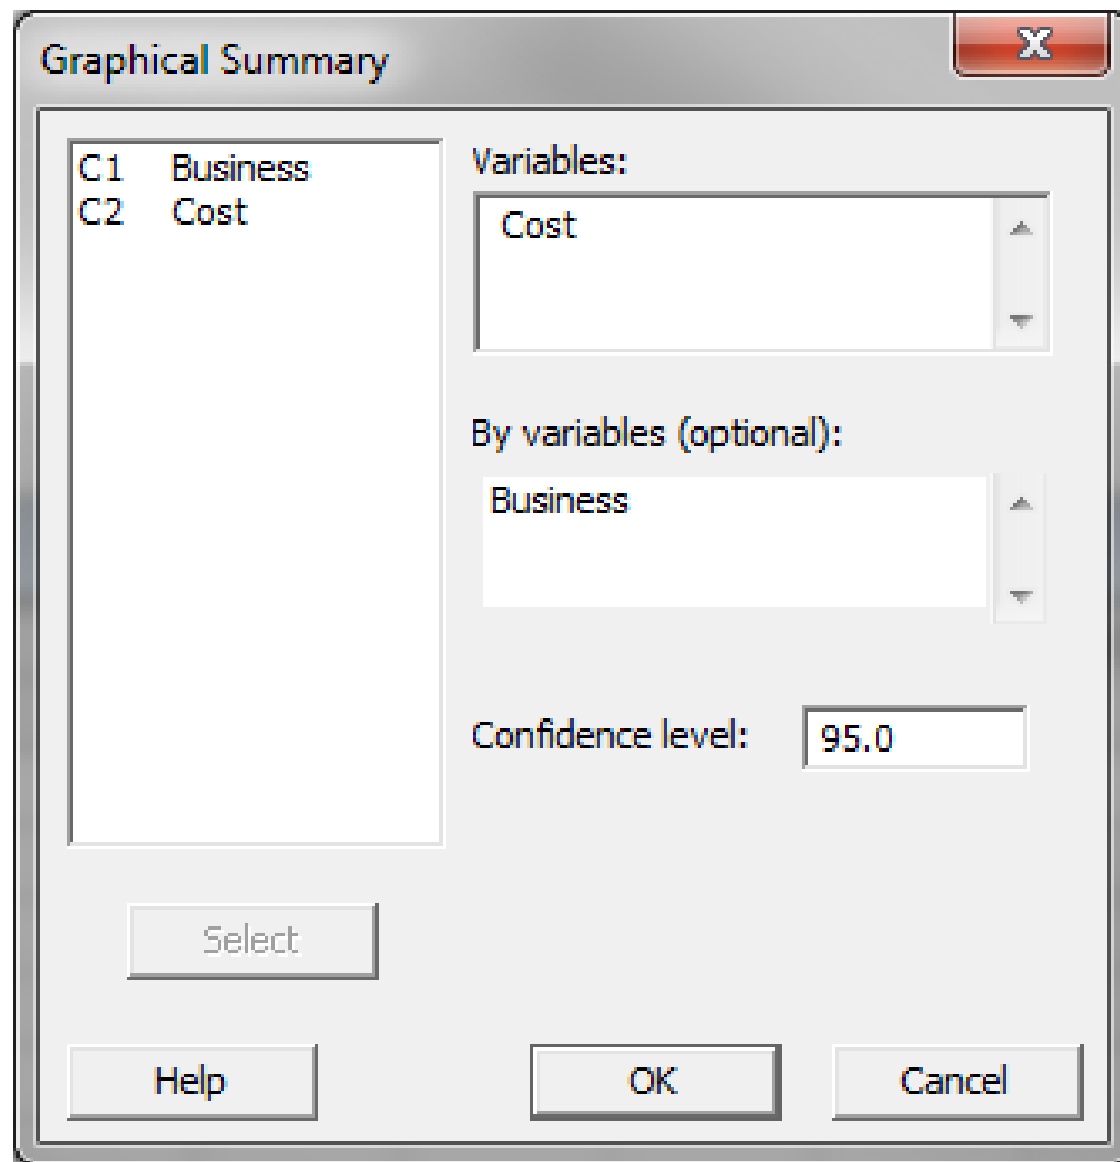 Graphical Summary
C1 Business
C2 Cost
Variables:
Cost
By variables (optional):
Business
Confidence level: 95.0
Select
Help OK Cancel